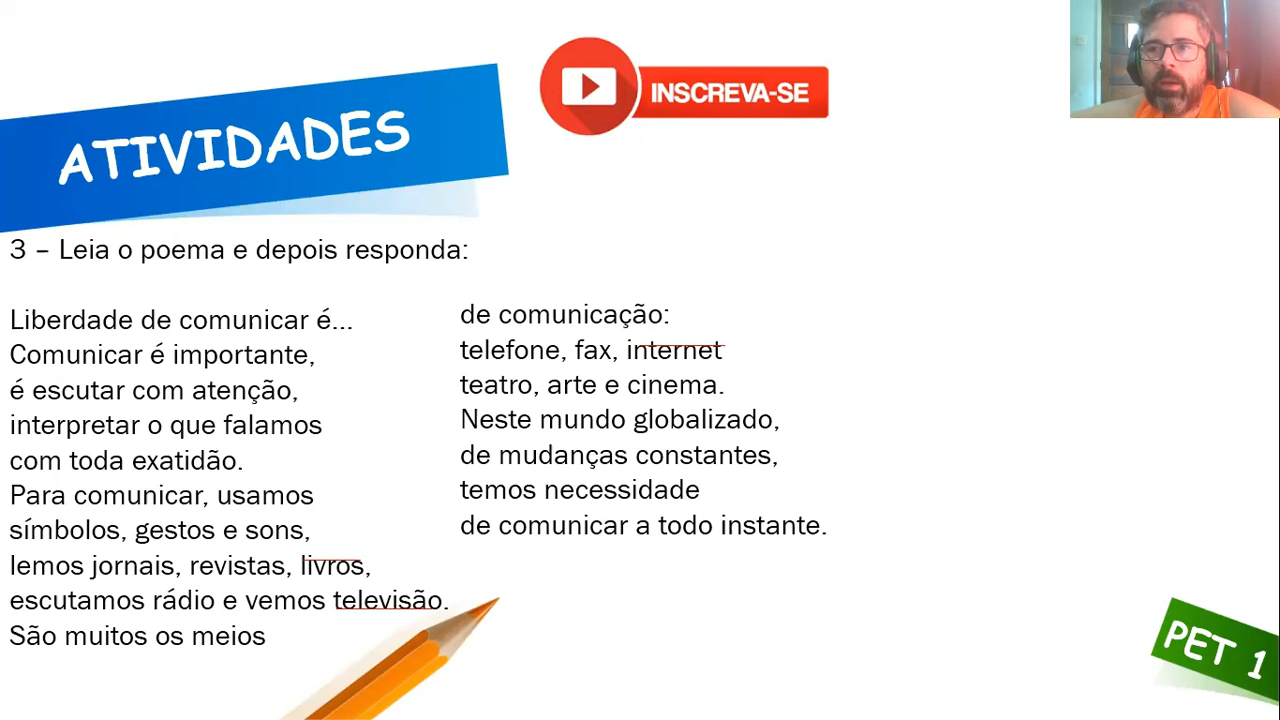 INSCREVA-SE
ATIVIDADES
3 – Leia o poema e depois responda:
Liberdade de comunicar é...
Comunicar é importante,
é escutar com atenção,
interpretar o que falamos
com toda exatidão.
Para comunicar, usamos
símbolos, gestos e sons,
lemos jornais, revistas, livros,
escutamos rádio e vemos televisão.
São muitos os meios
de comunicação:
telefone, fax, internet
teatro, arte e cinema.
Neste mundo globalizado,
de mudanças constantes,
temos necessidade
de comunicar a todo instante.
PET 1